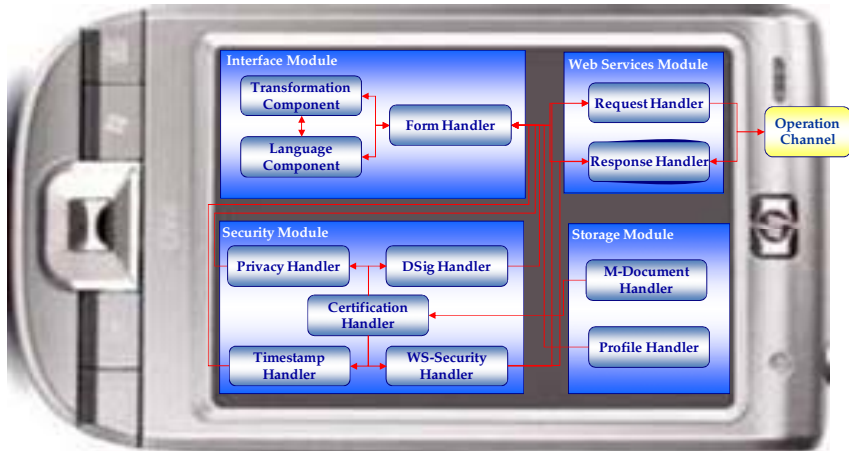 Interface Module
Transformation
Component
Language
Component
Form Handler
Web Services Module
Request Handler
Response Handler
Operation
Channel
Security Module
Privacy Handler
DSig Handler
Certification
Handler
Timestamp
Handler
WS-Security
Handler
Storage Module
M-Document
Handler
Profile Handler
hp